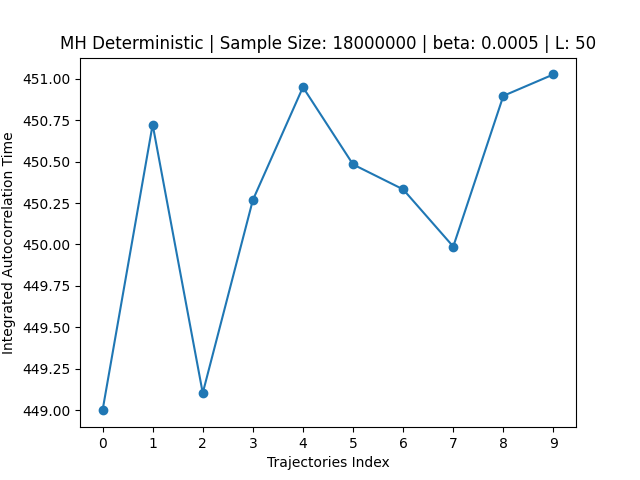 MH Deterministic | Sample Size: 18000000 | beta: 0.0005 | L: 50
Integrated Autocorrelation Time
451.00
450.75
450.50
450.25
450.00
449.75
449.50
449.25
449.00
0 1 2 3 4 5 6 7 8 9
Trajectories Index